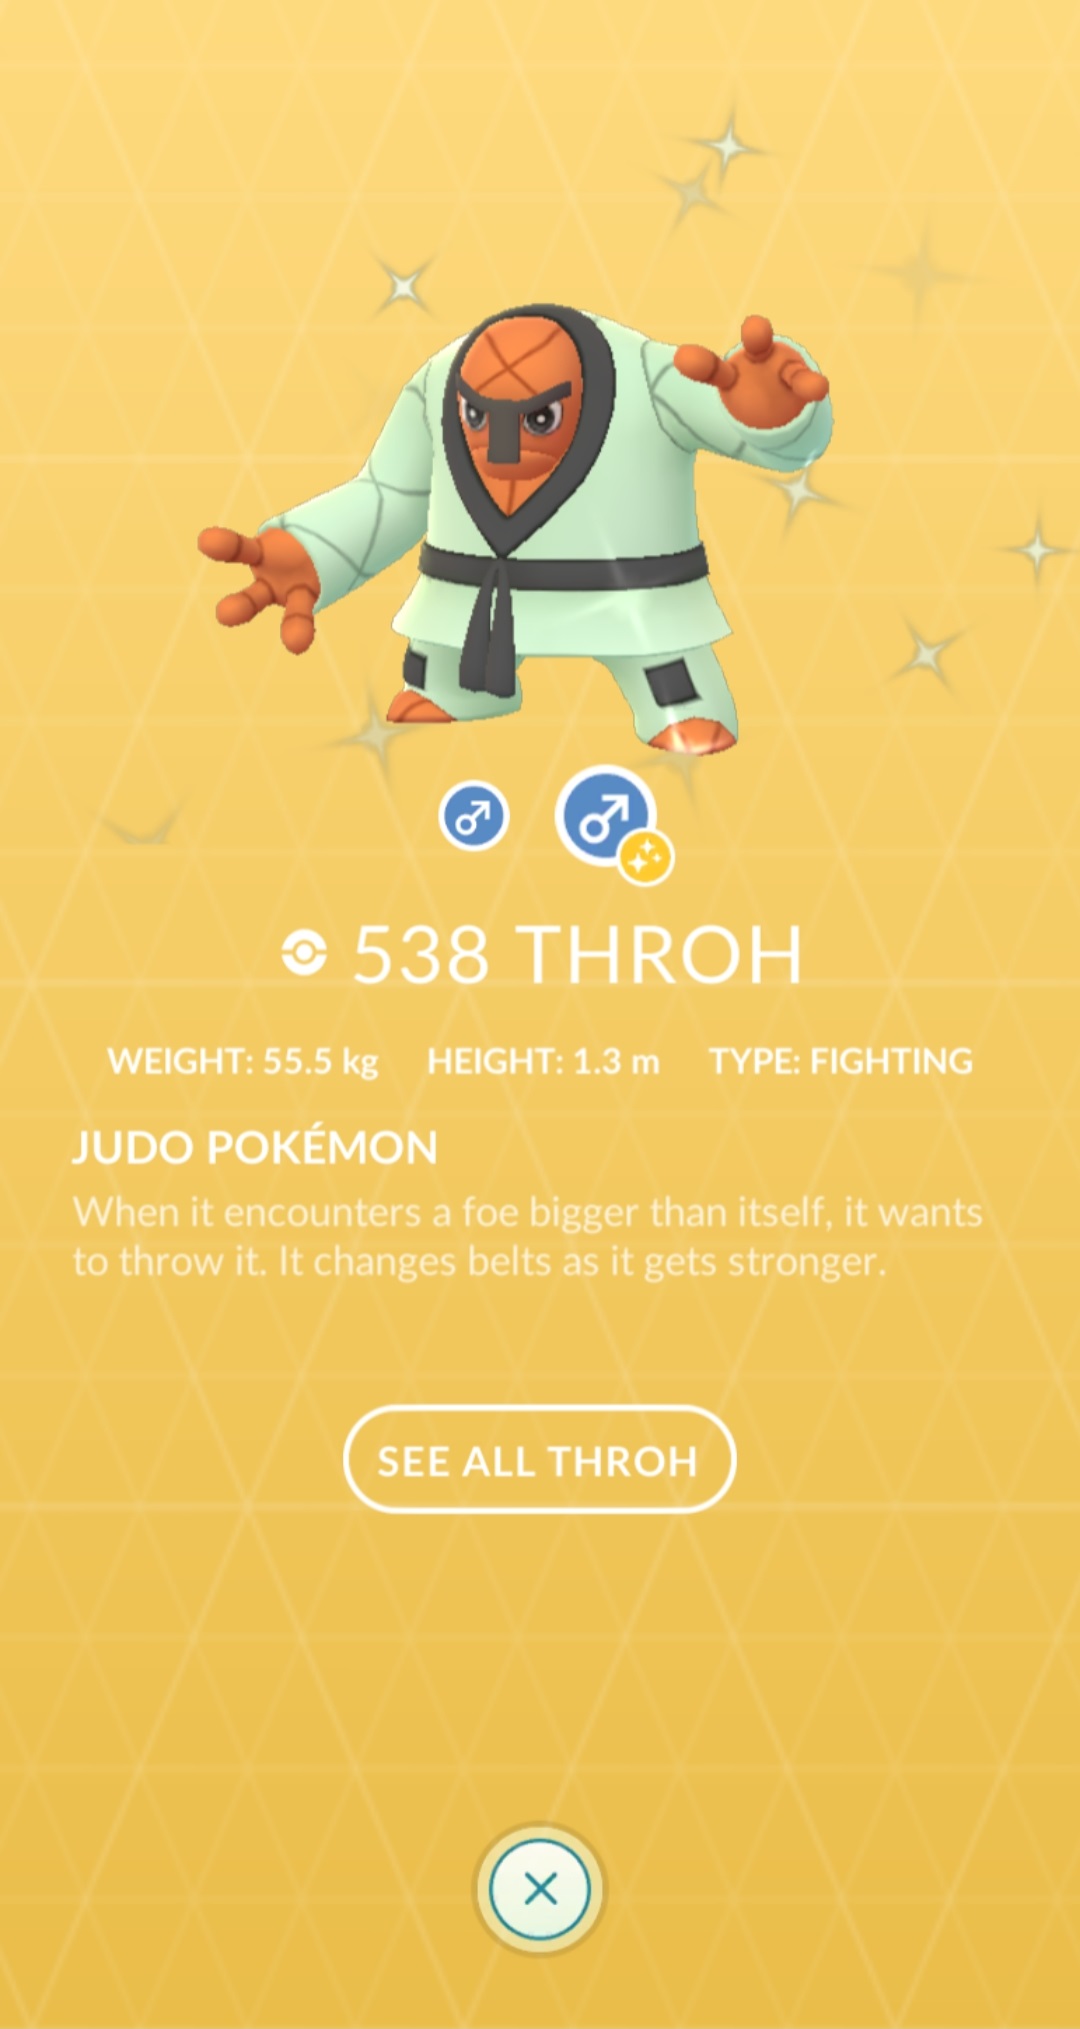 538 THROH
WEIGHT: 55.5 kg HEIGHT: 1.3 m TYPE: FIGHTING
JUDO POKÉMON
When it encounters a foe bigger than itself, it wants
to throw it. It changes belts as it gets stronger.
SEE ALL THROH